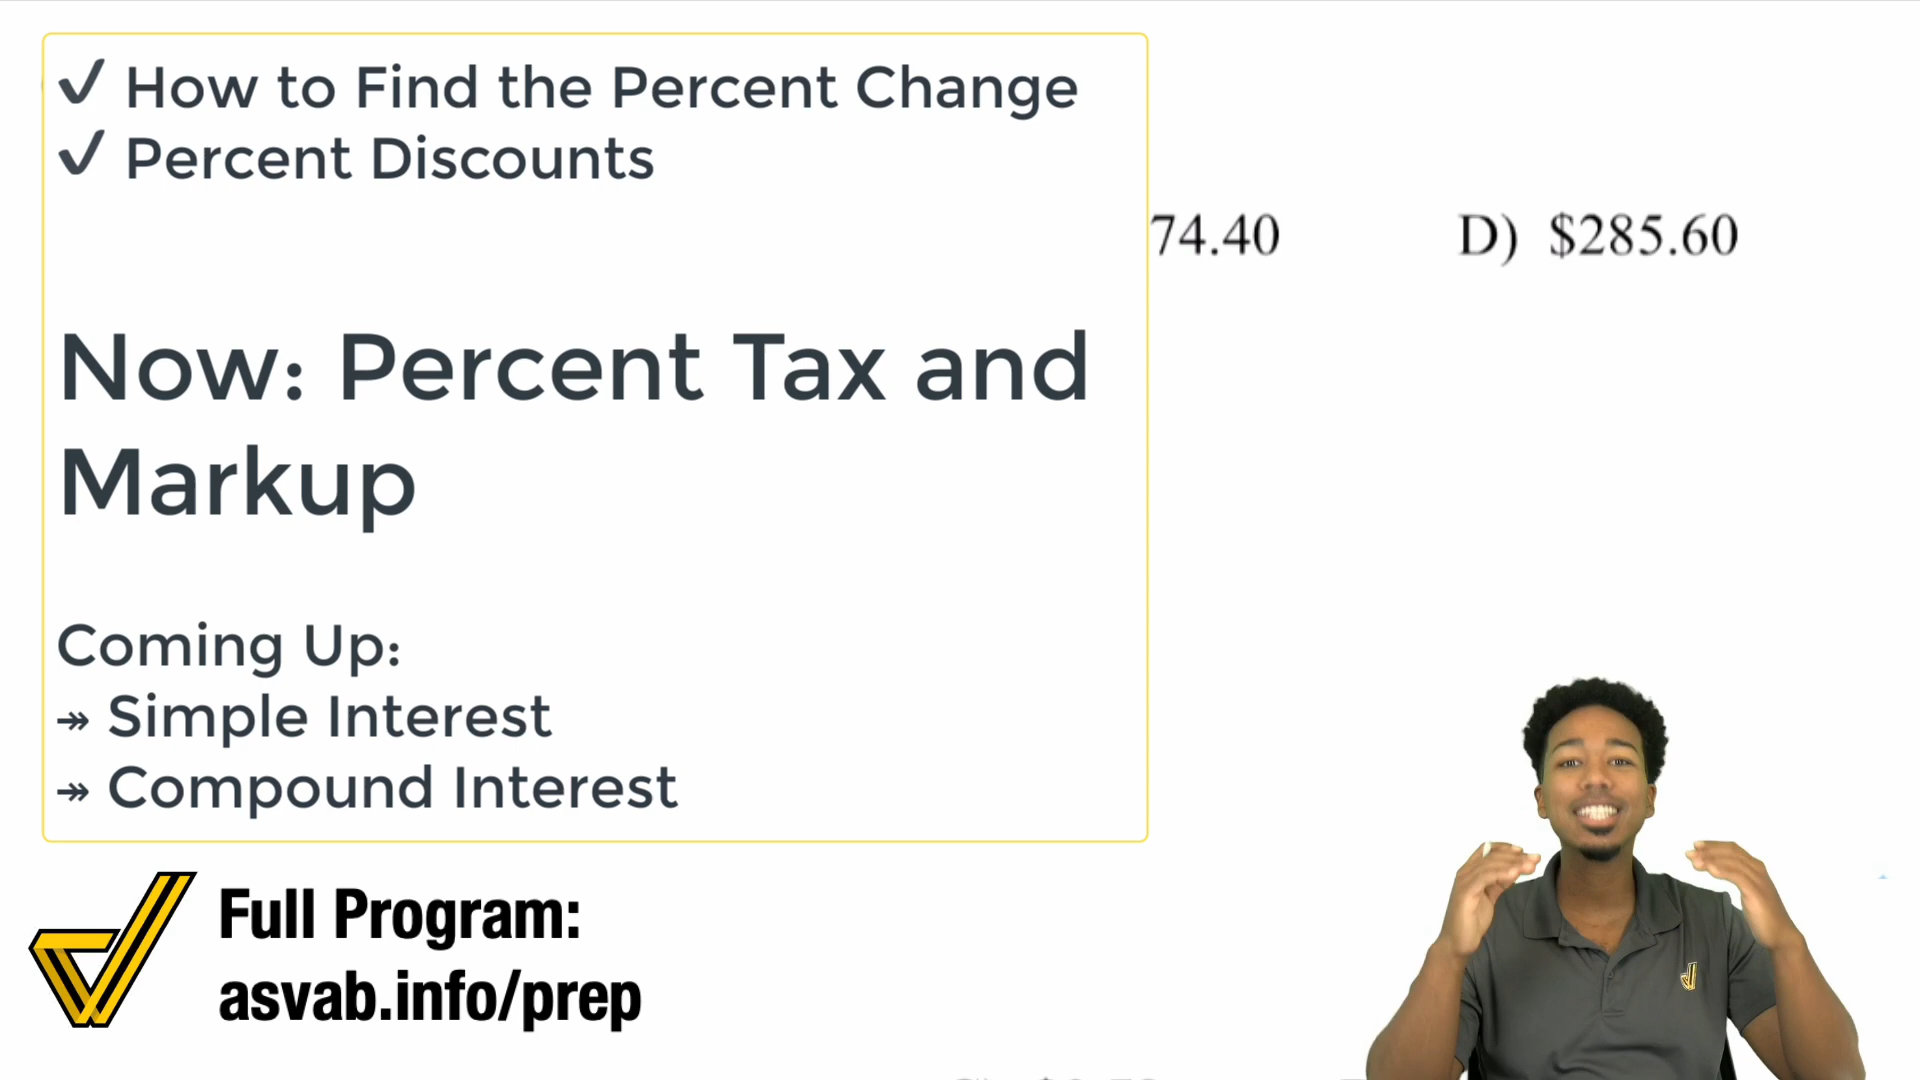 ✓ How to Find the Percent Change
✓ Percent Discounts
74.40 D) $285.60
Now: Percent Tax and
Markup
Coming Up:
↠ Simple Interest
↠ Compound Interest
Full Program:
asvab.info/prep